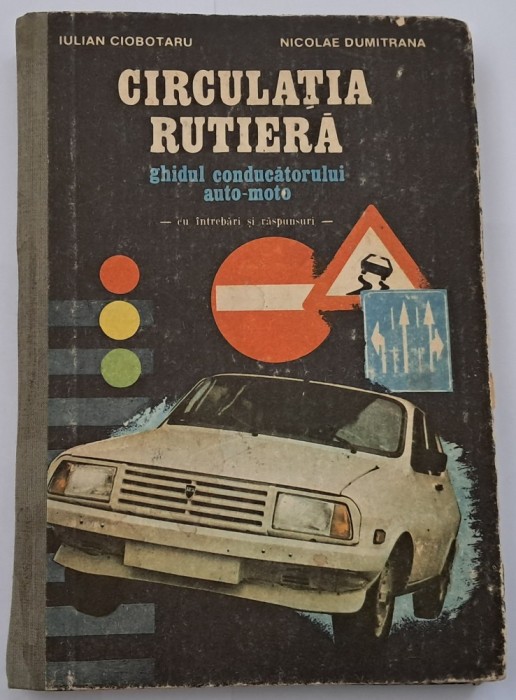 IULIAN CIOBOTARU NICOLAE DUMITRANA
CIRCULAȚIA
RUTIERĂ
ghidul conducătorului
auto-moto
— cu întrebări și răspunsuri —